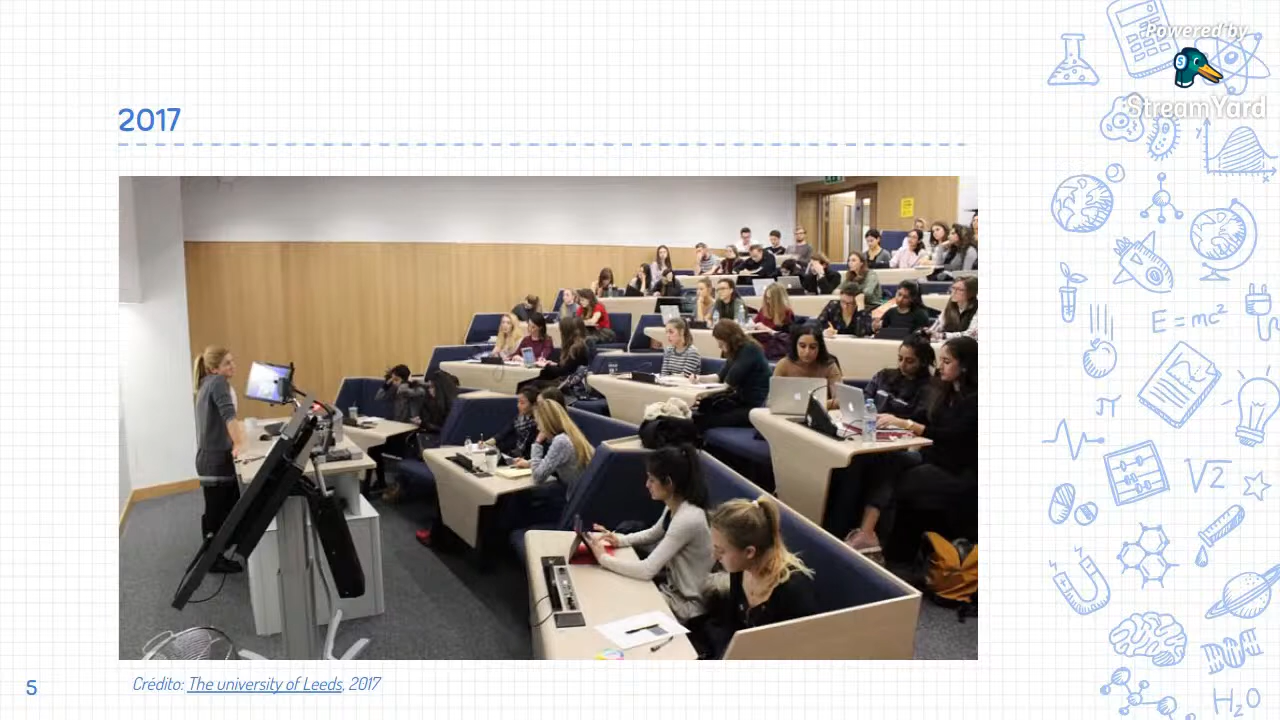 Powered by
StreamYard
2017
y
x
E=mc²
π
√2
5
Crédito: The university of Leeds, 2017
H₂O